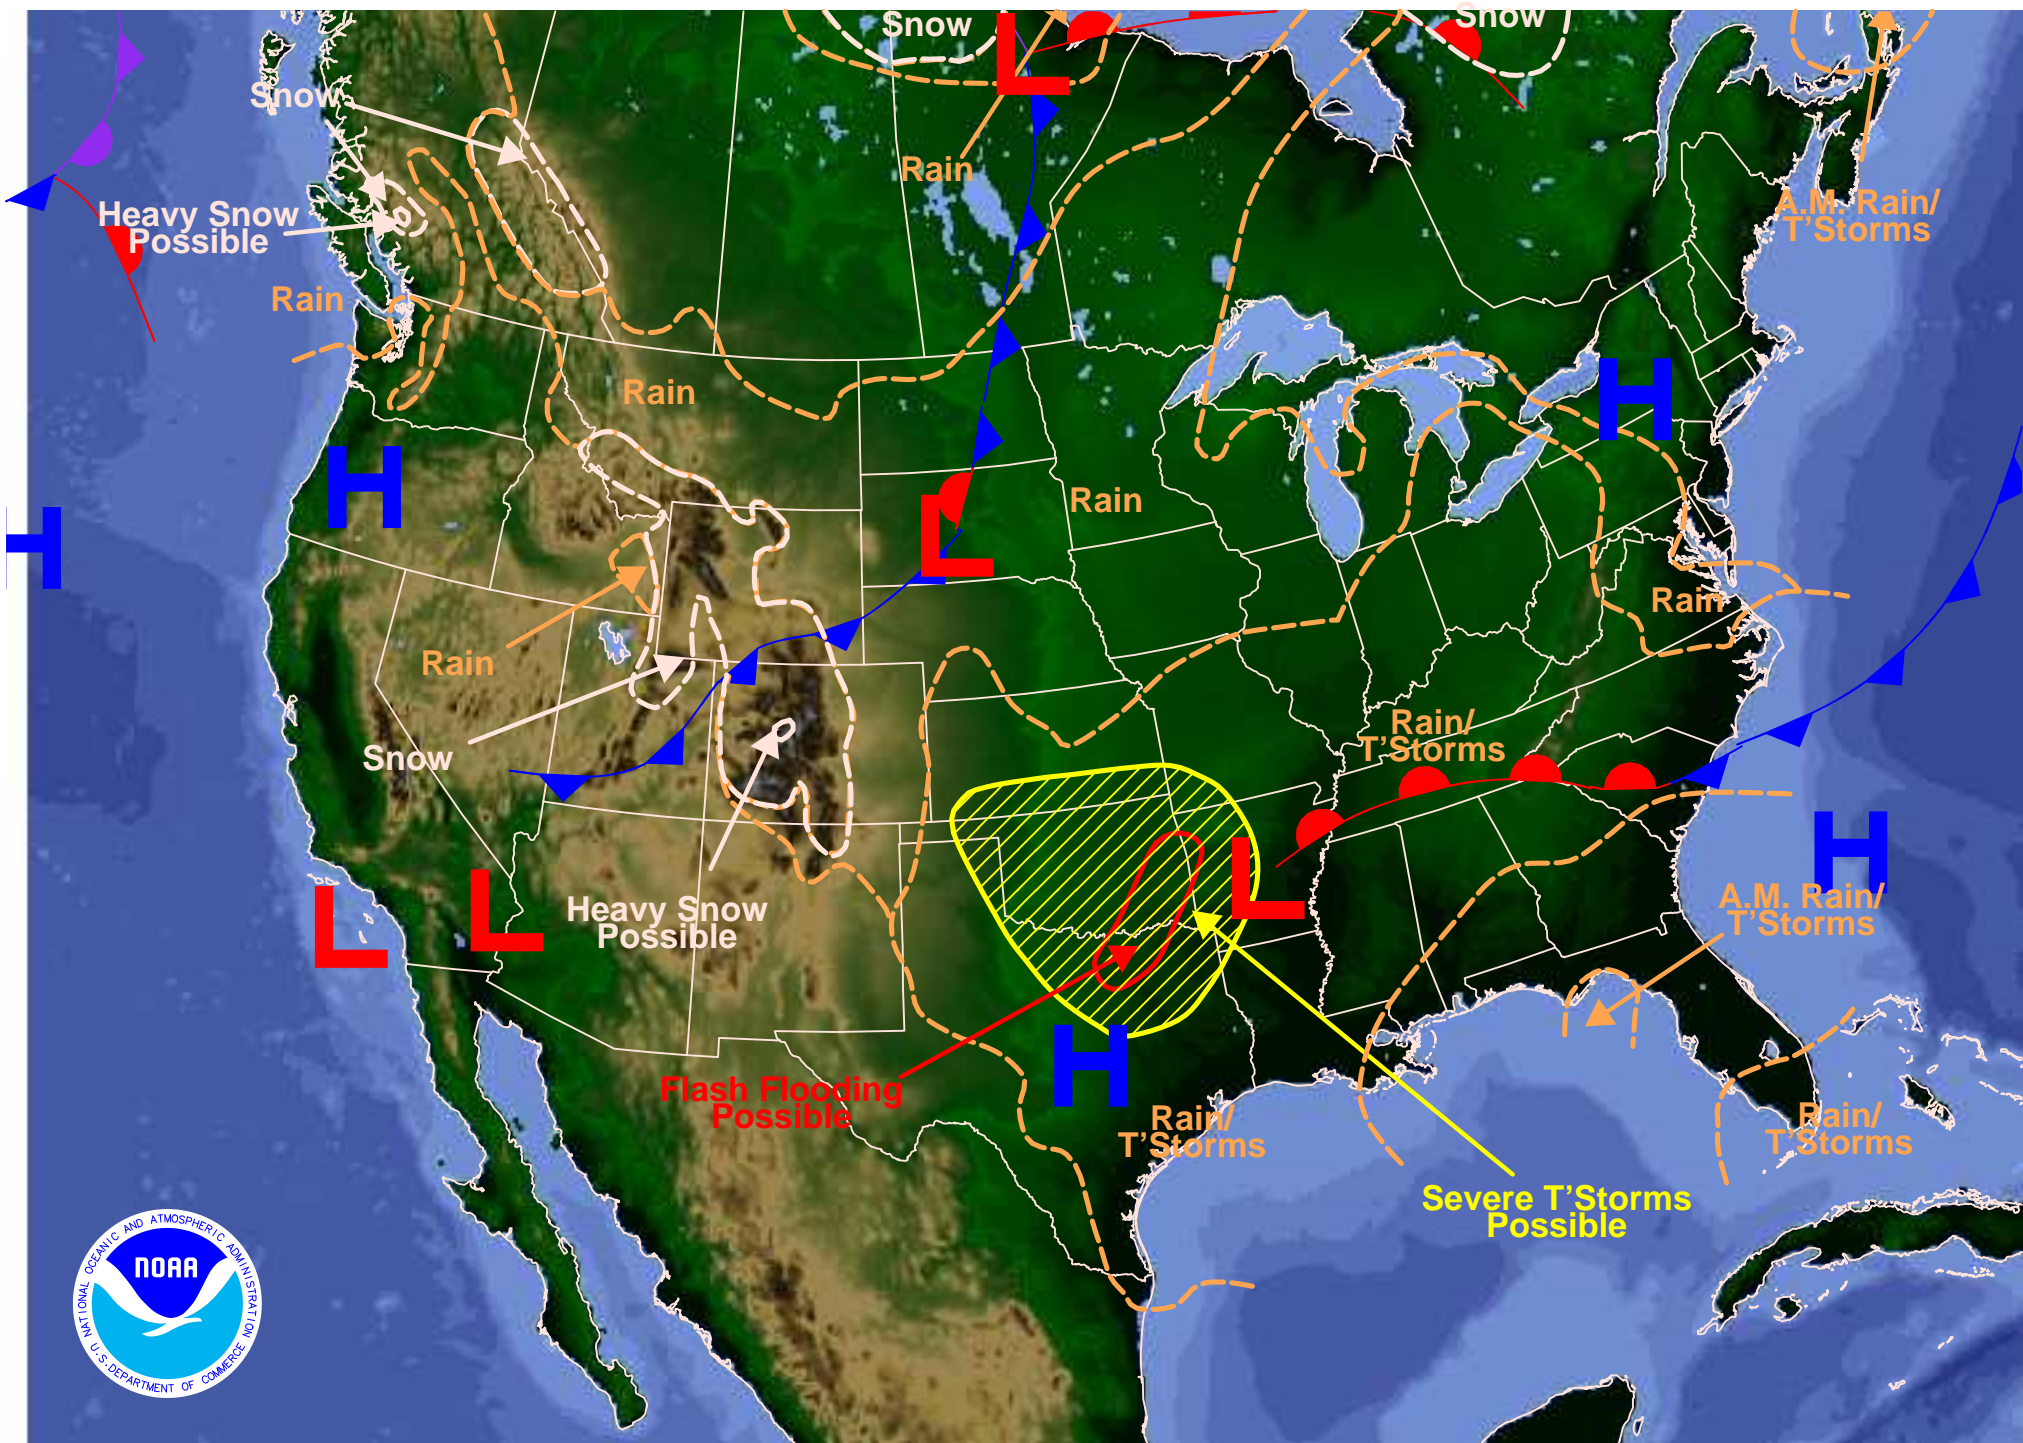 Snow
Snow
Snow
Rain
Heavy Snow
Possible
A.M. Rain/
T'Storms
Rain
Rain
H
H
L
H
L
Rain
Rain
Rain
Snow
Rain/
T'Storms
H
L
L
L
Heavy Snow
Possible
A.M. Rain/
T'Storms
H
Flash Flooding
Possible
Rain/
T'Storms
Rain/
T'Storms
Severe T'Storms
Possible
NATIONAL OCEANIC AND ATMOSPHERIC ADMINISTRATION
NOAA
U.S. DEPARTMENT OF COMMERCE